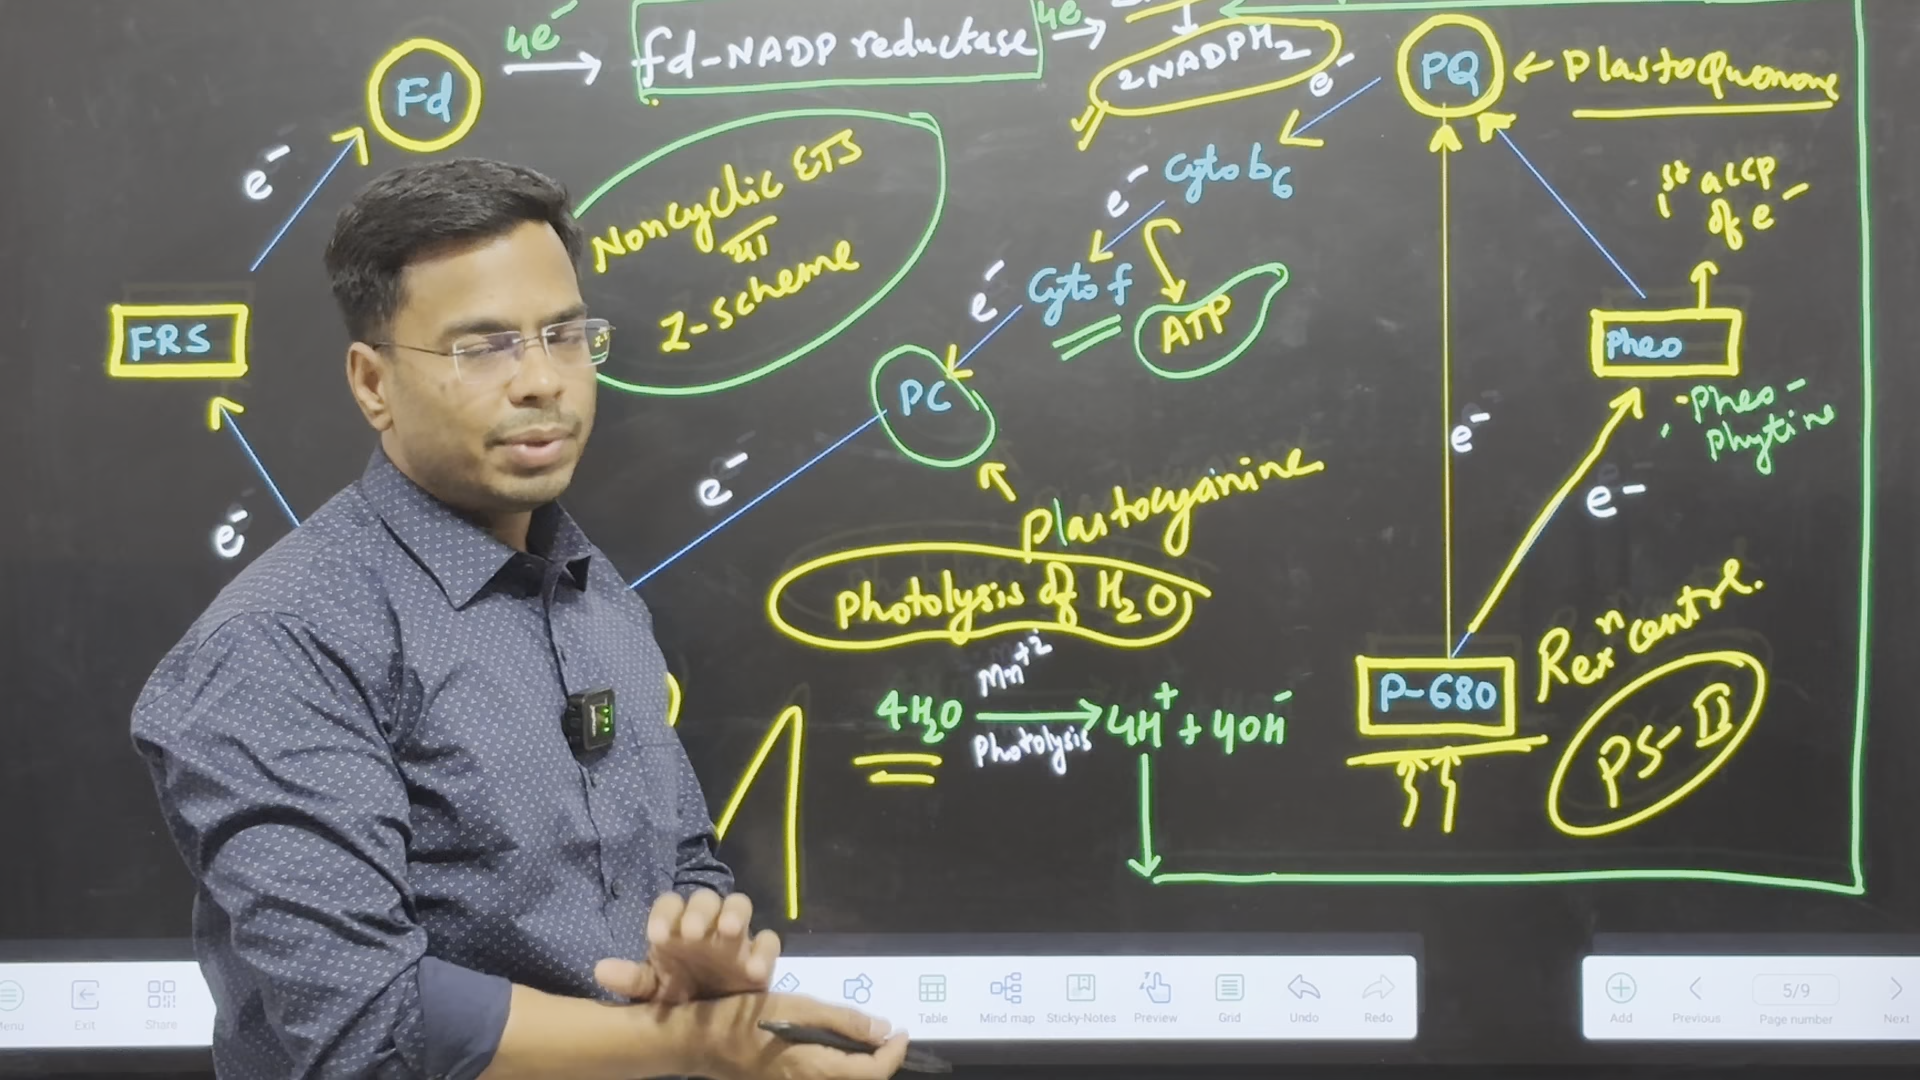 4e⁻
4e
Fd
fd-NADP reductase
2NADPH₂
e⁻
PQ
Plastoquonone
e⁻
Noncyclic ETS
या
Z-scheme
e⁻
Cyto b₆
1st accp
of e⁻
e⁻
Cyto f
ATP
FRS
Pheo
PC
Pheo-
phytine
e⁻
e⁻
e⁻
e⁻
Plastocyanine
Photolysis of H₂O
Rexⁿ centre.
Mn⁺²
P-680
4H₂O
4H⁺ + 4OH⁻
Photolysis
PS-II
Menu
Exit
Share
Table
Mind map
Sticky-Notes
Preview
Grid
Undo
Redo
Add
Previous
5/9
Page number
Next